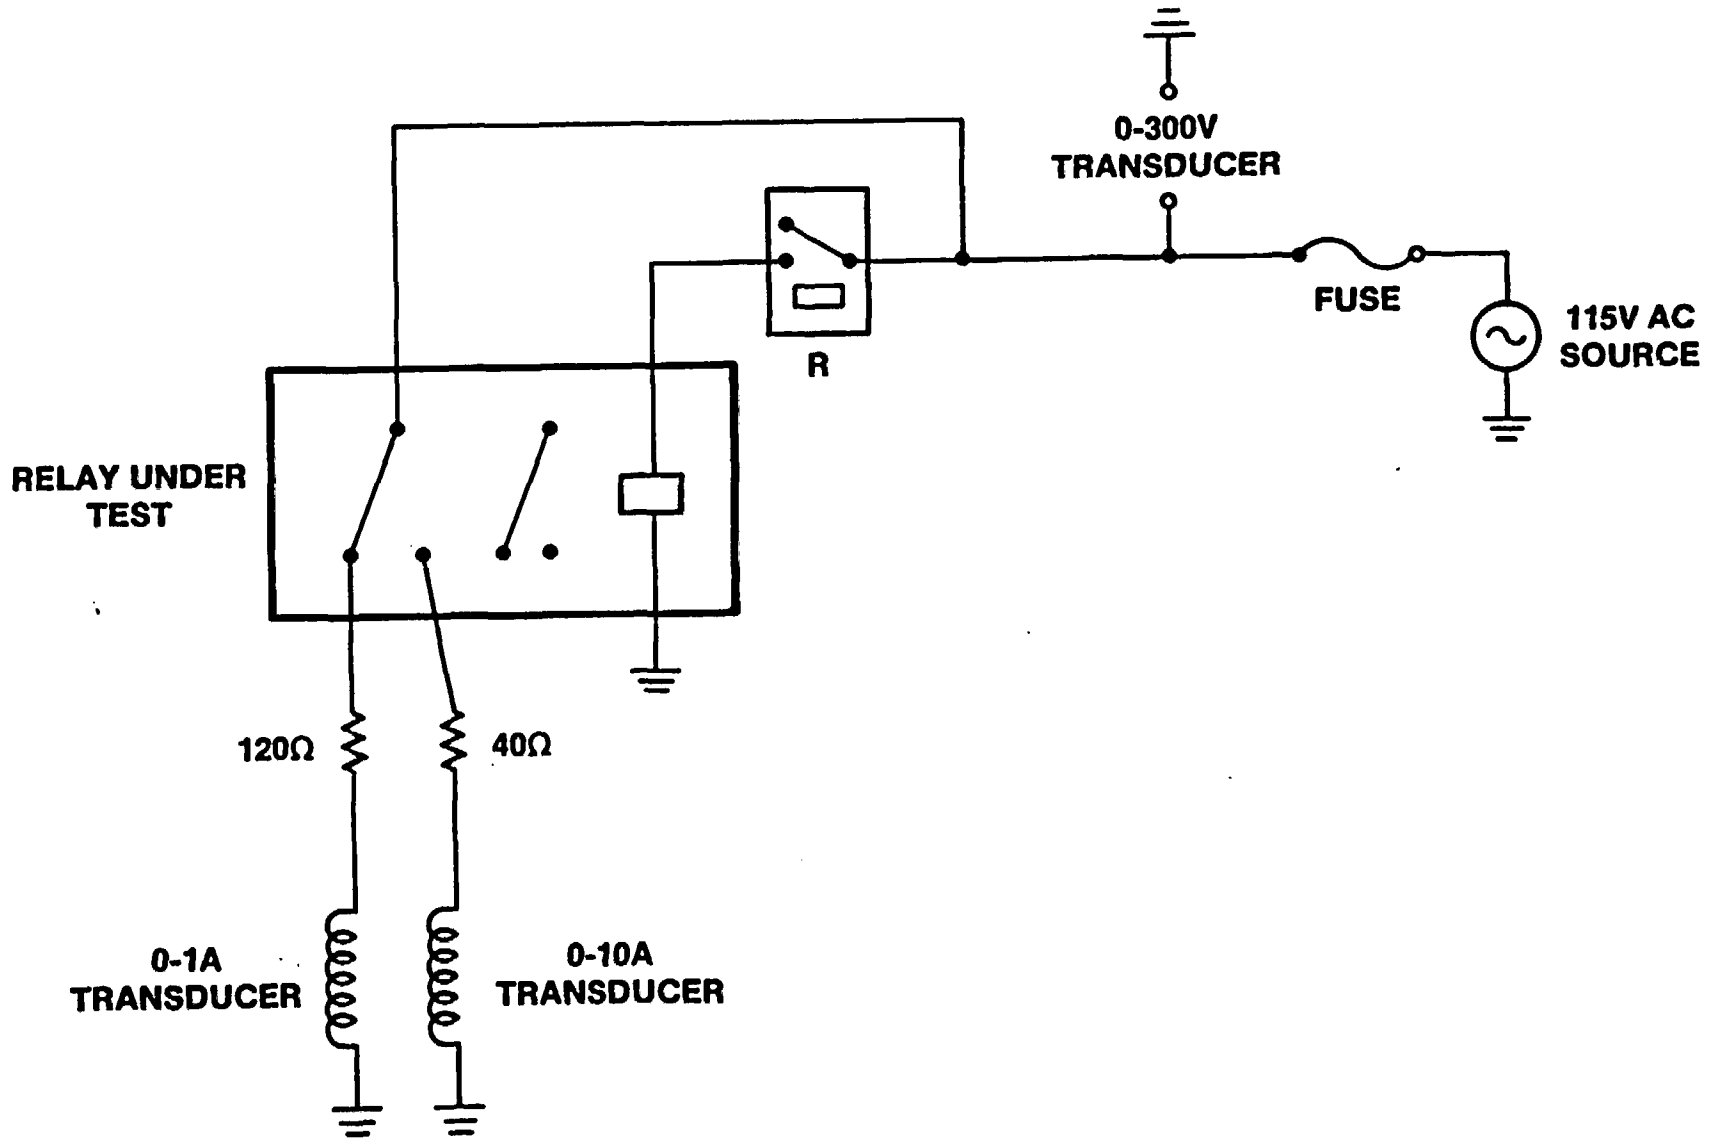 0-300V
TRANSDUCER
R
FUSE
115V AC
SOURCE
RELAY UNDER
TEST
120Ω
40Ω
0-1A
TRANSDUCER
0-10A
TRANSDUCER